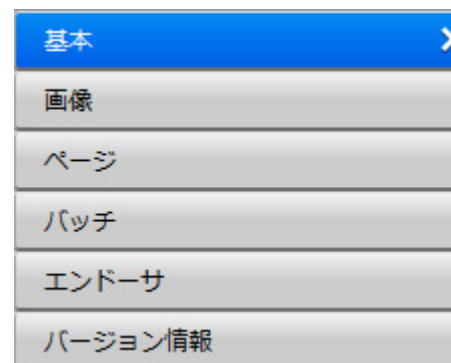 基本
画像
ページ
バッチ
エンドーサ
バージョン情報